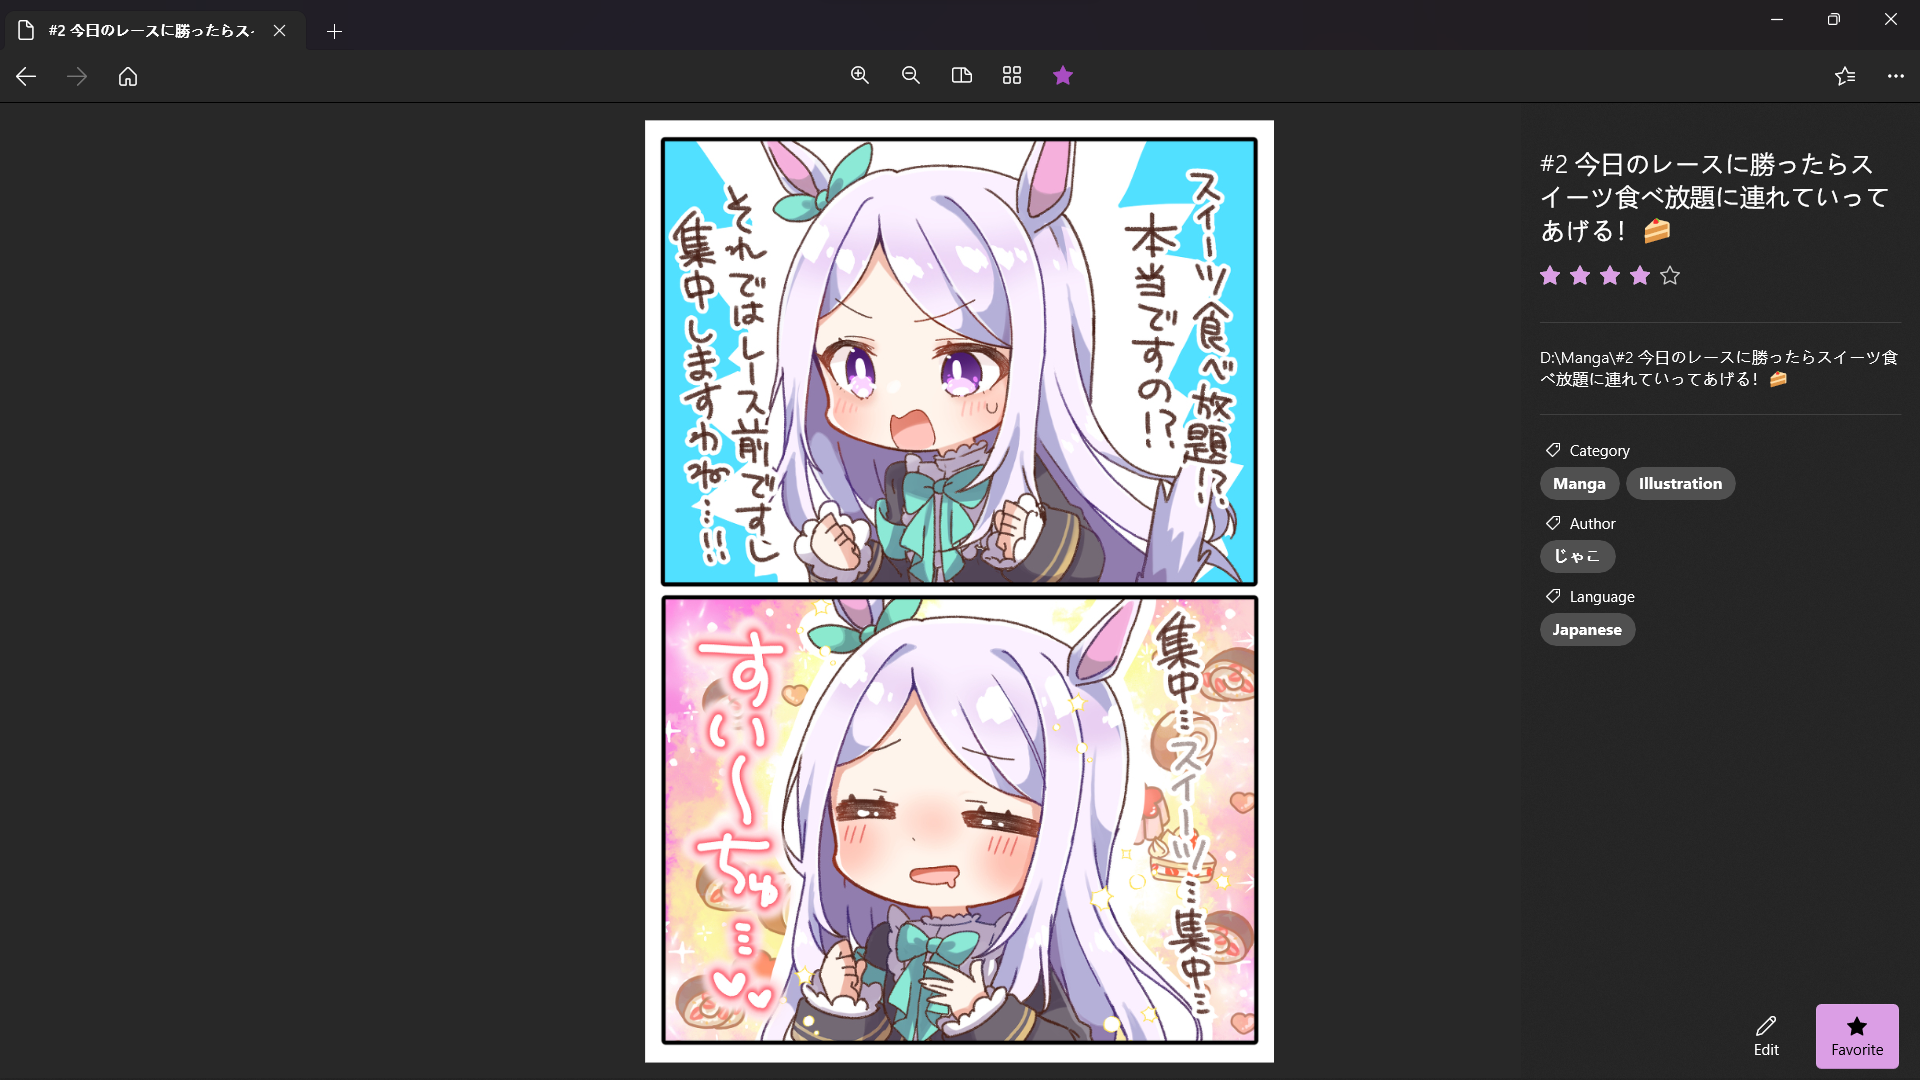 #2 今日のレースに勝ったらス
スイーツ食べ放題!?
本当ですの!?
それではレース前ですし
集中しますわね…!!
集中…スイーツ…集中…
すい〜ちゅ…♡♡
#2 今日のレースに勝ったらス
イーツ食べ放題に連れていって
あげる！🍰
D:\Manga\#2 今日のレースに勝ったらスイーツ食
べ放題に連れていってあげる！🍰
Category
Manga Illustration
Author
じゃこ
Language
Japanese
Edit
Favorite